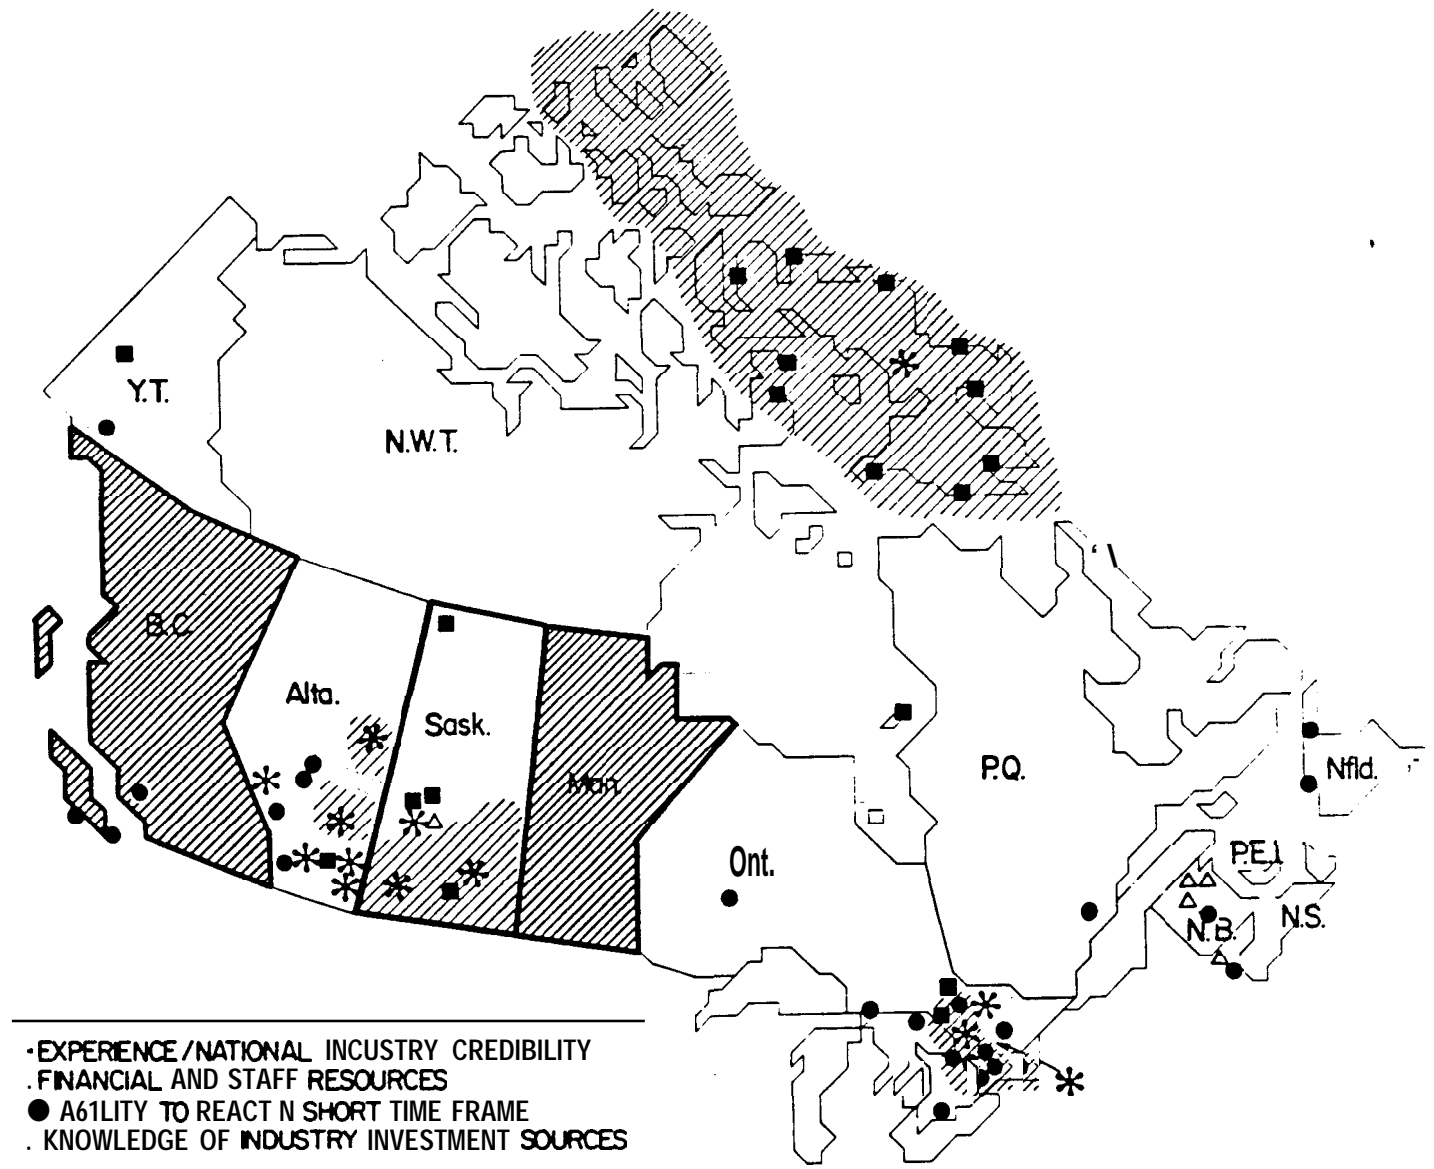 Y.T.
N.W.T.
B.C.
Alta.
Sask.
Man.
P.Q.
Nfld.
Ont.
P.E.I.
N.S.
N.B.
·EXPERIENCE/NATIONAL INCUSTRY CREDIBILITY
. FINANCIAL AND STAFF RESOURCES
● A61LITY TO REACT N SHORT TIME FRAME
. KNOWLEDGE OF INDUSTRY INVESTMENT SOURCES